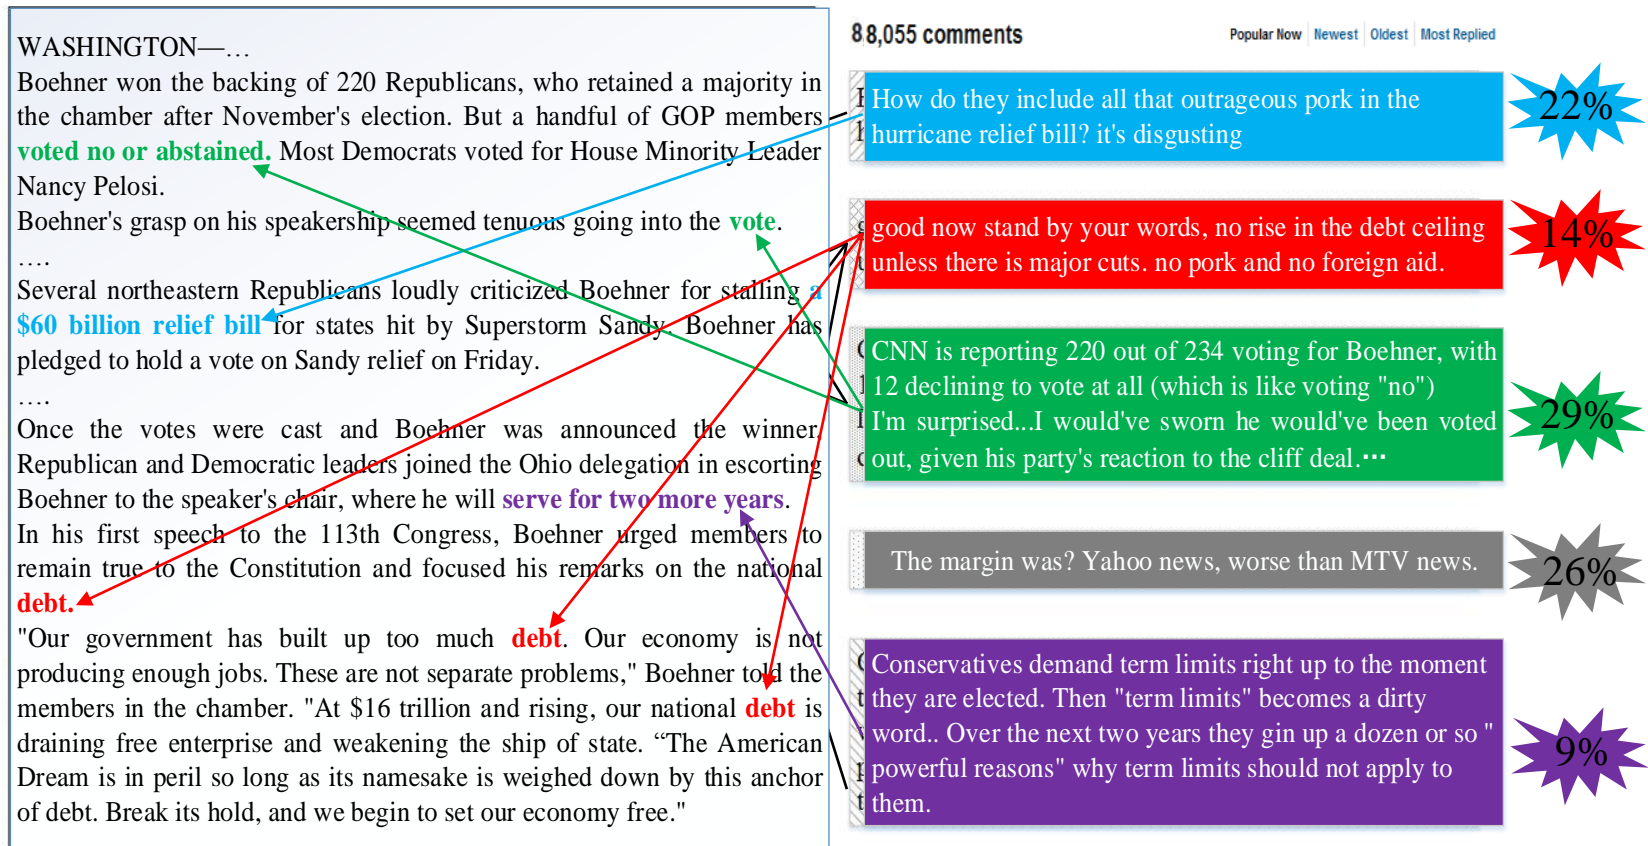 WASHINGTON—…
Boehner won the backing of 220 Republicans, who retained a majority in
the chamber after November's election. But a handful of GOP members
voted no or abstained. Most Democrats voted for House Minority Leader
Nancy Pelosi.
Boehner's grasp on his speakership seemed tenuous going into the vote.
….
Several northeastern Republicans loudly criticized Boehner for stalling a
$60 billion relief bill for states hit by Superstorm Sandy. Boehner has
pledged to hold a vote on Sandy relief on Friday.
….
Once the votes were cast and Boehner was announced the winner,
Republican and Democratic leaders joined the Ohio delegation in escorting
Boehner to the speaker's chair, where he will serve for two more years.
In his first speech to the 113th Congress, Boehner urged members to
remain true to the Constitution and focused his remarks on the national
debt.
"Our government has built up too much debt. Our economy is not
producing enough jobs. These are not separate problems," Boehner told the
members in the chamber. "At $16 trillion and rising, our national debt is
draining free enterprise and weakening the ship of state. “The American
Dream is in peril so long as its namesake is weighed down by this anchor
of debt. Break its hold, and we begin to set our economy free."
88,055 comments
Popular Now Newest Oldest Most Replied
How do they include all that outrageous pork in the
hurricane relief bill? it's disgusting
22%
good now stand by your words, no rise in the debt ceiling
unless there is major cuts. no pork and no foreign aid.
14%
CNN is reporting 220 out of 234 voting for Boehner, with
12 declining to vote at all (which is like voting "no")
I'm surprised...I would've sworn he would've been voted
out, given his party's reaction to the cliff deal.···
29%
The margin was? Yahoo news, worse than MTV news.
26%
Conservatives demand term limits right up to the moment
they are elected. Then "term limits" becomes a dirty
word.. Over the next two years they gin up a dozen or so "
powerful reasons" why term limits should not apply to
them.
9%